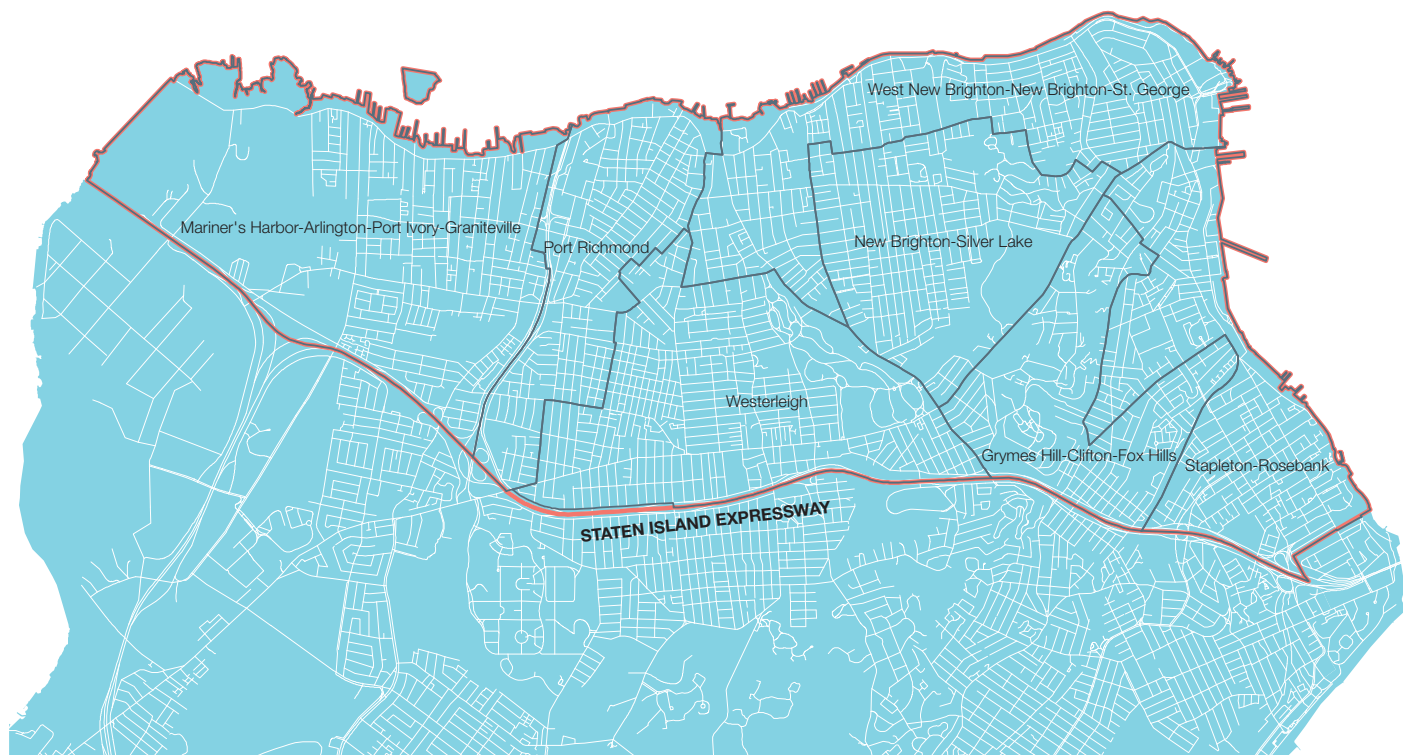 West New Brighton-New Brighton-St. George
Mariner's Harbor-Arlington-Port Ivory-Graniteville
Port Richmond
New Brighton-Silver Lake
Westerleigh
Grymes Hill-Clifton-Fox Hills
Stapleton-Rosebank
STATEN ISLAND EXPRESSWAY